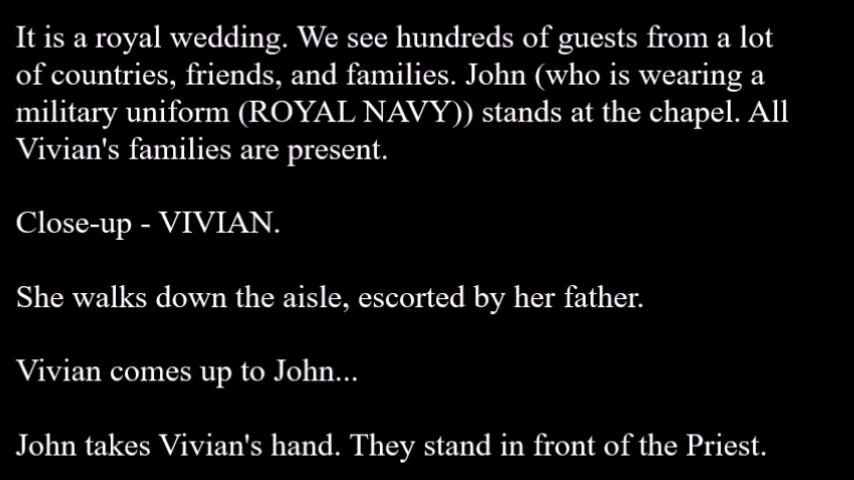 It is a royal wedding. We see hundreds of guests from a lot
of countries, friends, and families. John (who is wearing a
military uniform (ROYAL NAVY)) stands at the chapel. All
Vivian's families are present.
Close-up - VIVIAN.
She walks down the aisle, escorted by her father.
Vivian comes up to John...
John takes Vivian's hand. They stand in front of the Priest.